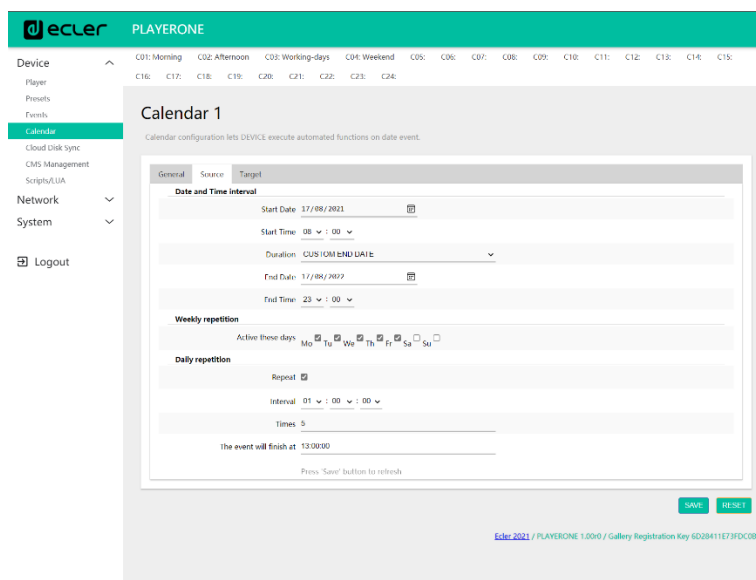 ecler PLAYERONE
Device
Player
Presets
Events
Calendar
Cloud Disk Sync
CMS Management
Scripts/LUA
Network
System
Logout
C01: Morning C02: Afternoon C03: Working-days C04: Weekend C05: C06: C07: C08: C09: C10: C11: C12: C13: C14: C15:
C16: C17: C18: C19: C20: C21: C22: C23: C24:
Calendar 1
Calendar configuration lets DEVICE execute automated functions on date event.
General Source Target
Date and Time interval
Start Date 17/08/2021
Start Time 08 : 00
Duration CUSTOM END DATE
End Date 17/08/2022
End Time 23 : 00
Weekly repetition
Active these days Mo Tu We Th Fr Sa Su
Daily repetition
Repeat
Interval 01 : 00 : 00
Times 5
The event will finish at 13:00:00
Press 'Save' button to refresh
SAVE RESET
Ecler 2021 / PLAYERONE 1.00r0 / Gallery Registration Key 6D28411E73FDC0B